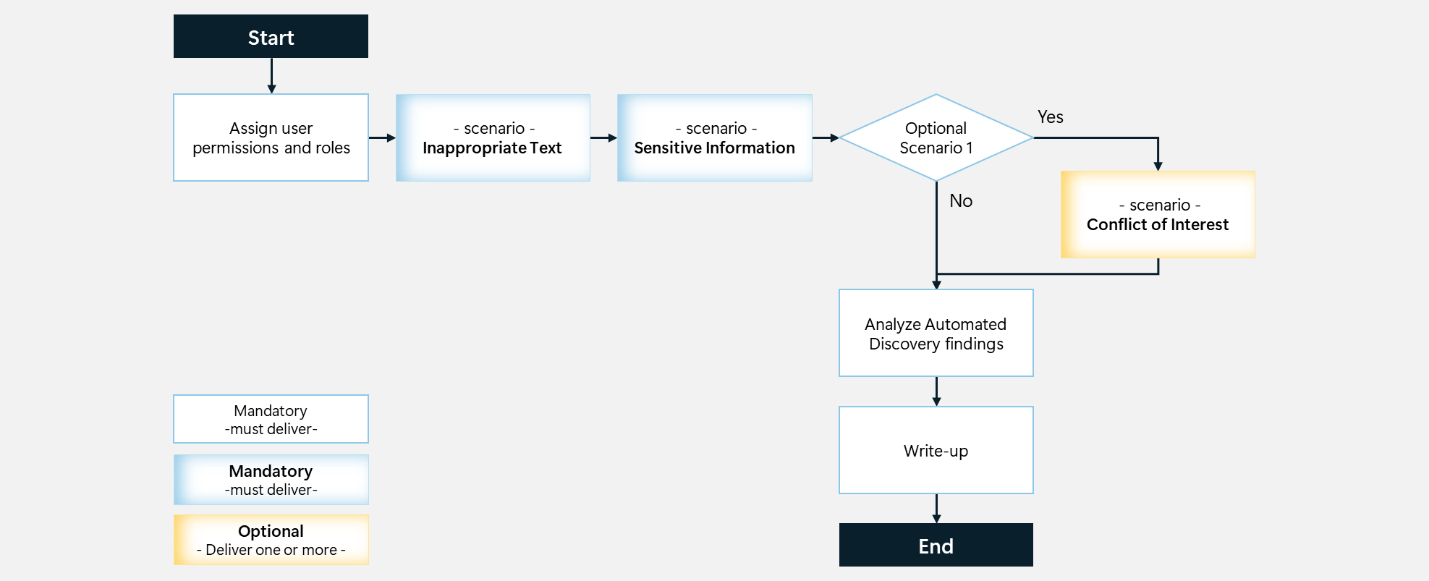 Start
Assign user
permissions and roles
- scenario -
Inappropriate Text
- scenario -
Sensitive Information
Optional
Scenario 1
Yes
No
- scenario -
Conflict of Interest
Analyze Automated
Discovery findings
Write-up
End
Mandatory
-must deliver-
Mandatory
-must deliver-
Optional
- Deliver one or more -